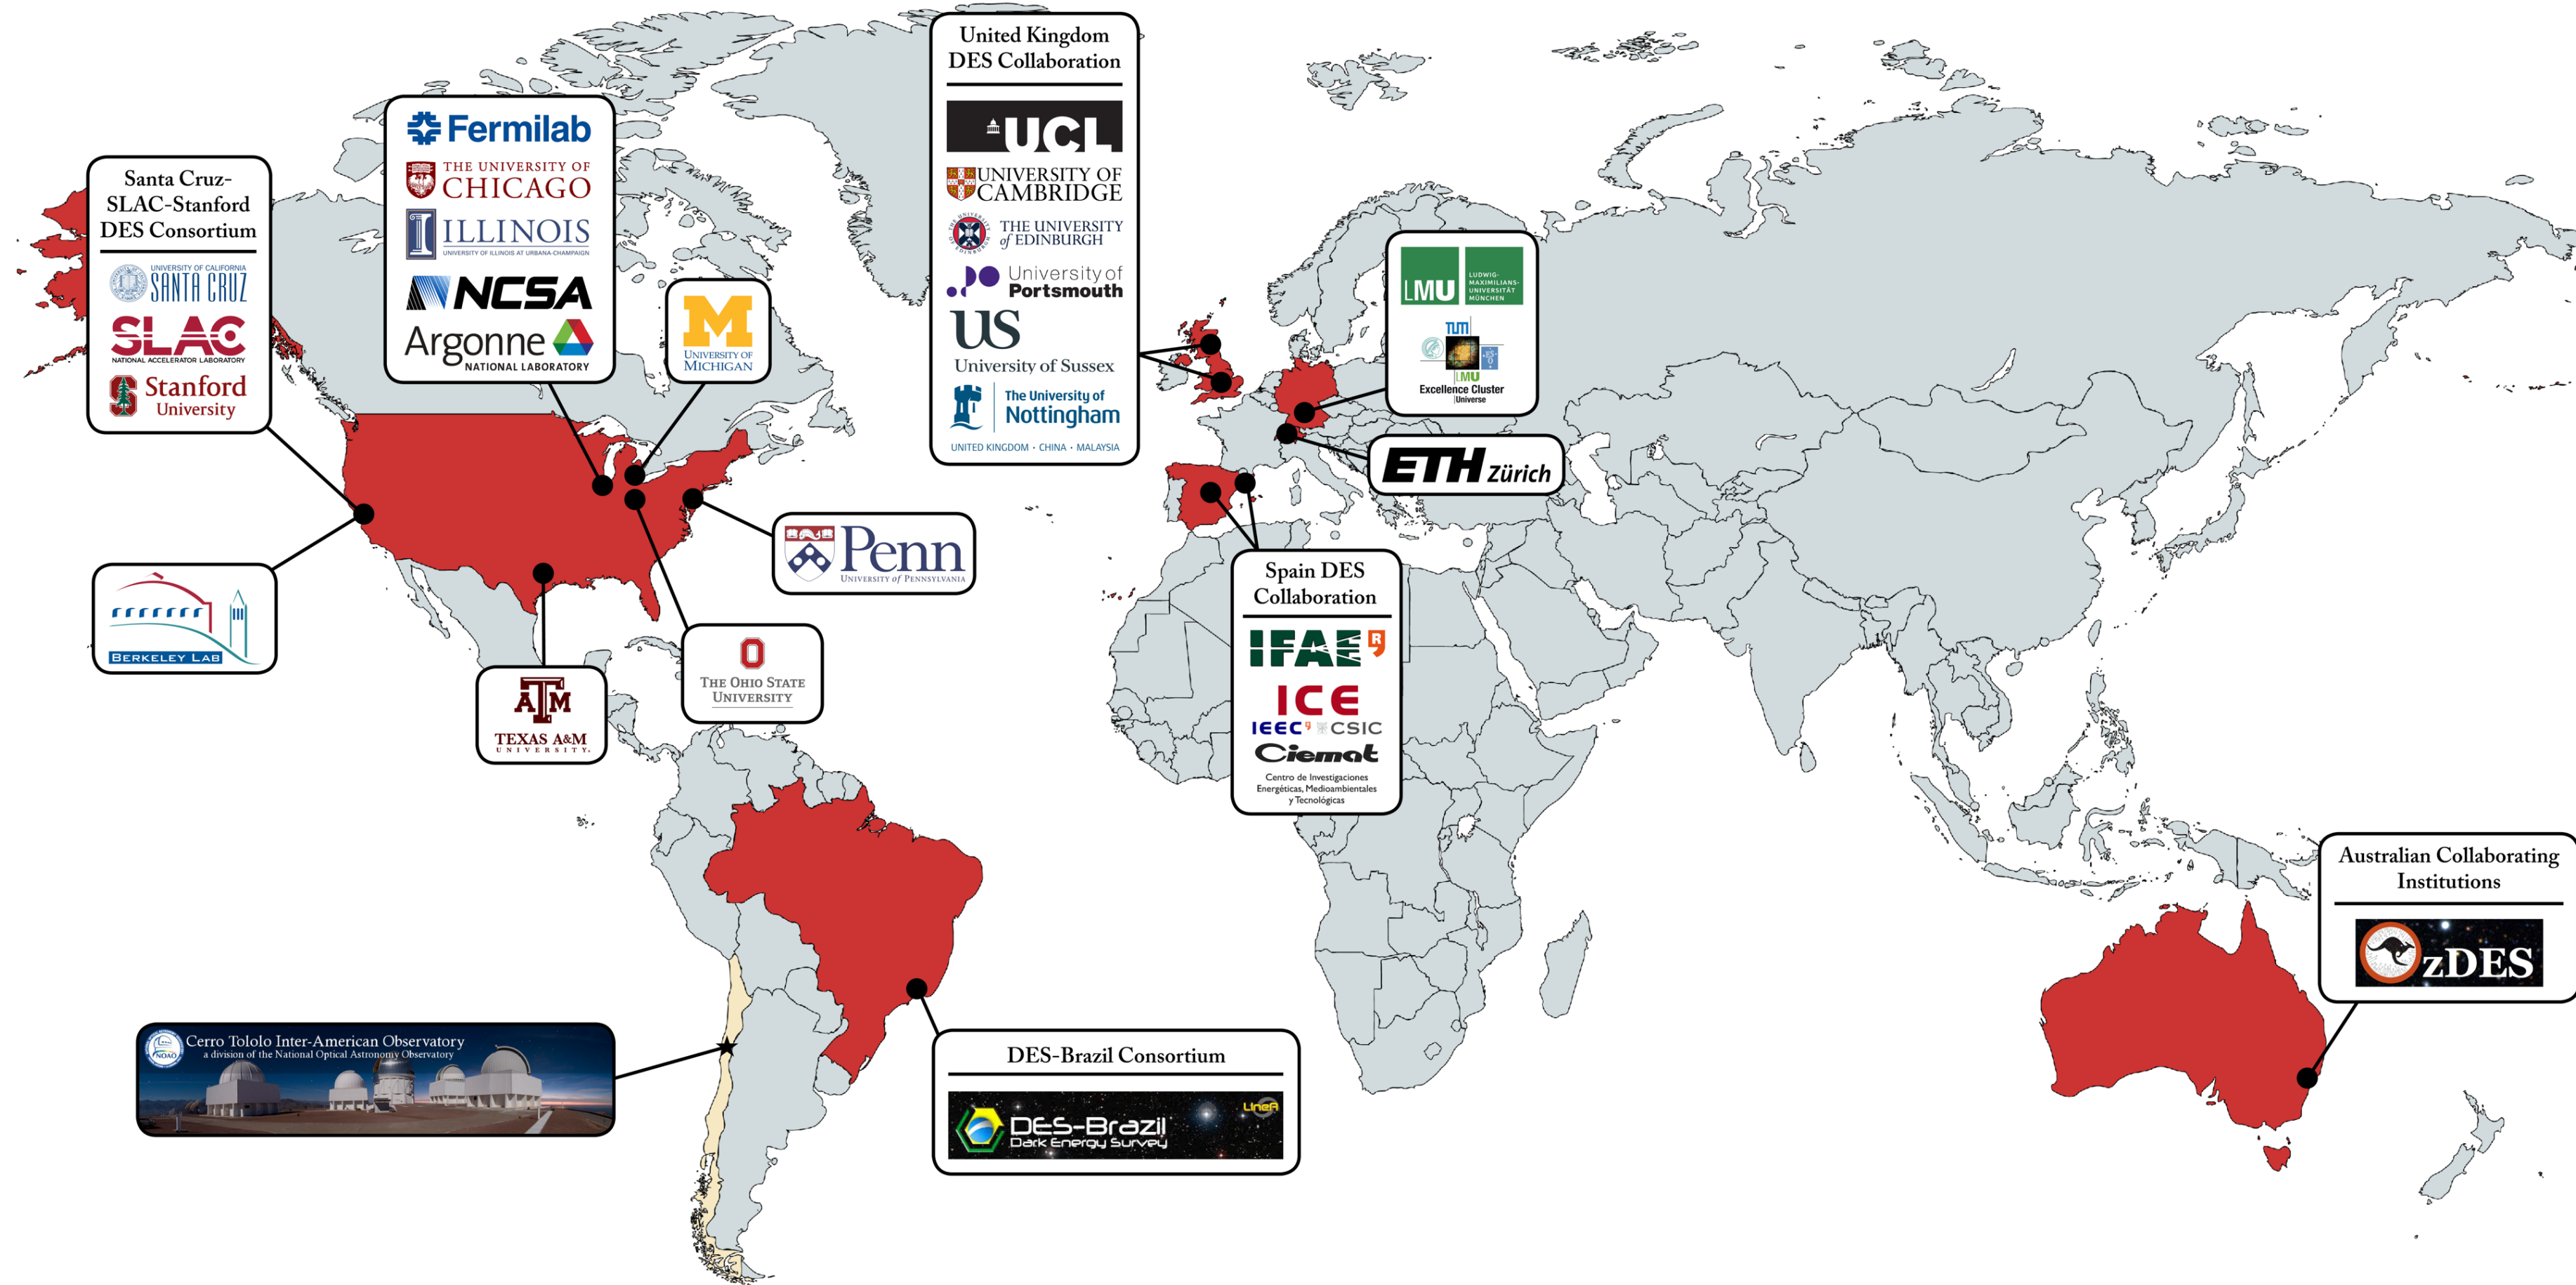 Santa Cruz-
SLAC-Stanford
DES Consortium
UNIVERSITY OF CALIFORNIA
SANTA CRUZ
SLAC
NATIONAL ACCELERATOR LABORATORY
Stanford
University
Fermilab
THE UNIVERSITY OF
CHICAGO
I ILLINOIS
UNIVERSITY OF ILLINOIS AT URBANA-CHAMPAIGN
NCSA
Argonne
NATIONAL LABORATORY
M
UNIVERSITY OF
MICHIGAN
United Kingdom
DES Collaboration
UCL
UNIVERSITY OF
CAMBRIDGE
THE UNIVERSITY
of EDINBURGH
University of
Portsmouth
US
University of Sussex
The University of
Nottingham
UNITED KINGDOM · CHINA · MALAYSIA
LMU
LUDWIG-
MAXIMILIANS-
UNIVERSITÄT
MÜNCHEN
TUM
ESO
LMU
Excellence Cluster
Universe
ETH Zürich
Penn
UNIVERSITY of PENNSYLVANIA
BERKELEY LAB
O
THE OHIO STATE
UNIVERSITY
ATM
TEXAS A&M
UNIVERSITY.
Spain DES
Collaboration
IFAE R
ICE
IEEC CSIC
Ciemat
Centro de Investigaciones
Energéticas, Medioambientales
y Tecnológicas
Australian Collaborating
Institutions
OzDES
NOAO
Cerro Tololo Inter-American Observatory
a division of the National Optical Astronomy Observatory
DES-Brazil Consortium
DES-Brazil
Dark Energy Survey
LIneA